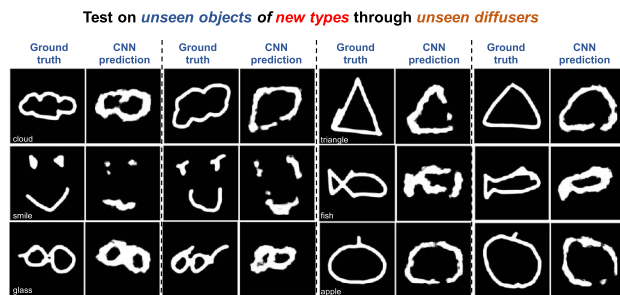 Test on unseen objects of new types through unseen diffusers
Ground truth CNN prediction Ground truth CNN prediction Ground truth CNN prediction Ground truth CNN prediction
cloud triangle
smile fish
glass apple